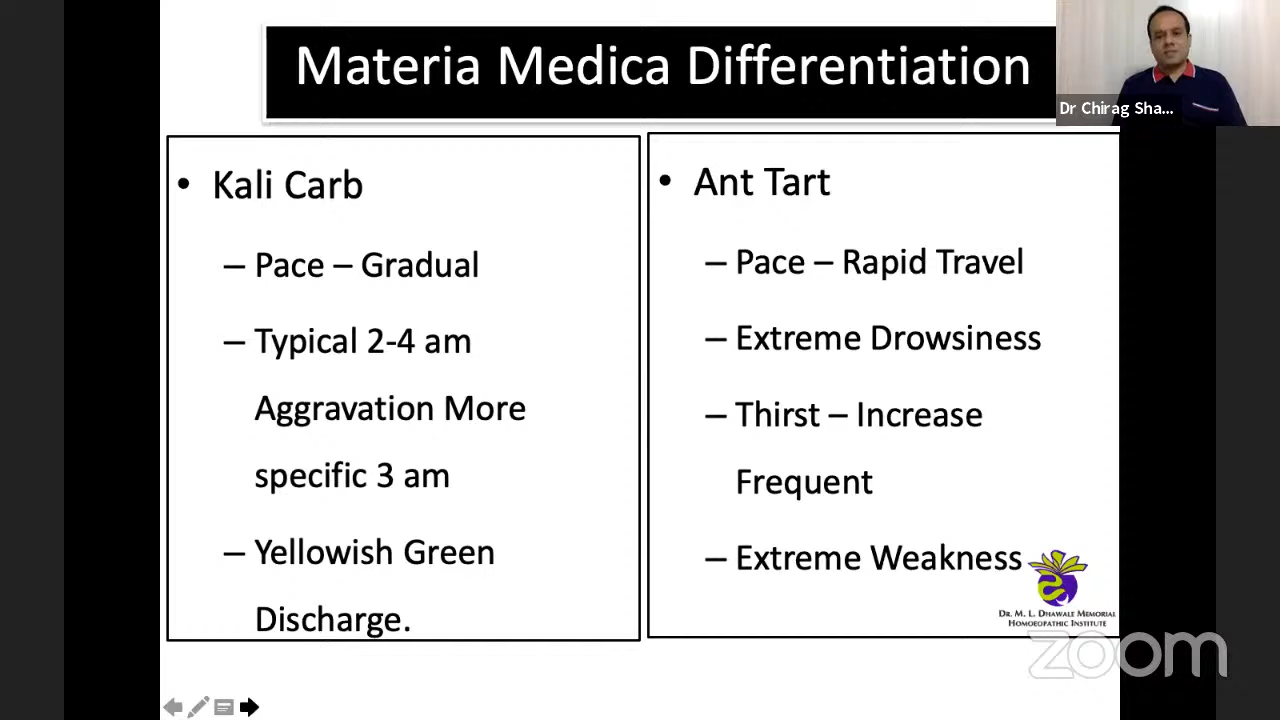 Materia Medica Differentiation
Dr Chirag Sha...
• Kali Carb
– Pace – Gradual
– Typical 2-4 am
Aggravation More
specific 3 am
– Yellowish Green
Discharge.
• Ant Tart
– Pace – Rapid Travel
– Extreme Drowsiness
– Thirst – Increase
Frequent
– Extreme Weakness
Dr. M. L. Dhawale Memorial
Homoeopathic Institute
zoom